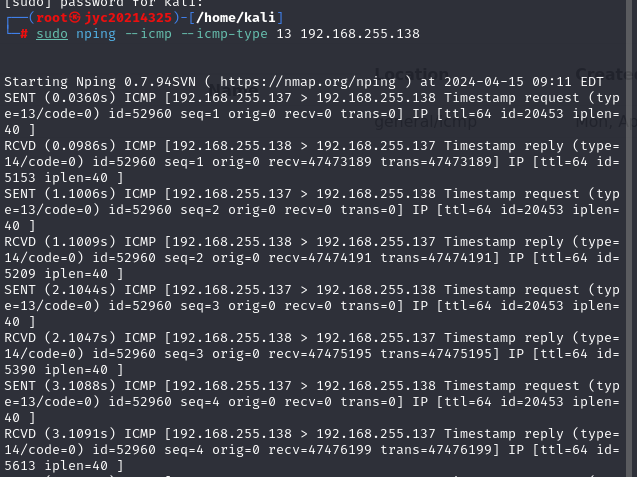 [sudo] password for kali:
┌──(root㉿jyc20214325)-[/home/kali]
└─# sudo nping --icmp --icmp-type 13 192.168.255.138
Starting Nping 0.7.94SVN ( https://nmap.org/nping ) at 2024-04-15 09:11 EDT
SENT (0.0360s) ICMP [192.168.255.137 > 192.168.255.138 Timestamp request (typ
e=13/code=0) id=52960 seq=1 orig=0 recv=0 trans=0] IP [ttl=64 id=20453 iplen=
40 ]
RCVD (0.0986s) ICMP [192.168.255.138 > 192.168.255.137 Timestamp reply (type=
14/code=0) id=52960 seq=1 orig=0 recv=47473189 trans=47473189] IP [ttl=64 id=
5153 iplen=40 ]
SENT (1.1006s) ICMP [192.168.255.137 > 192.168.255.138 Timestamp request (typ
e=13/code=0) id=52960 seq=2 orig=0 recv=0 trans=0] IP [ttl=64 id=20453 iplen=
40 ]
RCVD (1.1009s) ICMP [192.168.255.138 > 192.168.255.137 Timestamp reply (type=
14/code=0) id=52960 seq=2 orig=0 recv=47474191 trans=47474191] IP [ttl=64 id=
5209 iplen=40 ]
SENT (2.1044s) ICMP [192.168.255.137 > 192.168.255.138 Timestamp request (typ
e=13/code=0) id=52960 seq=3 orig=0 recv=0 trans=0] IP [ttl=64 id=20453 iplen=
40 ]
RCVD (2.1047s) ICMP [192.168.255.138 > 192.168.255.137 Timestamp reply (type=
14/code=0) id=52960 seq=3 orig=0 recv=47475195 trans=47475195] IP [ttl=64 id=
5390 iplen=40 ]
SENT (3.1088s) ICMP [192.168.255.137 > 192.168.255.138 Timestamp request (typ
e=13/code=0) id=52960 seq=4 orig=0 recv=0 trans=0] IP [ttl=64 id=20453 iplen=
40 ]
RCVD (3.1091s) ICMP [192.168.255.138 > 192.168.255.137 Timestamp reply (type=
14/code=0) id=52960 seq=4 orig=0 recv=47476199 trans=47476199] IP [ttl=64 id=
5613 iplen=40 ]